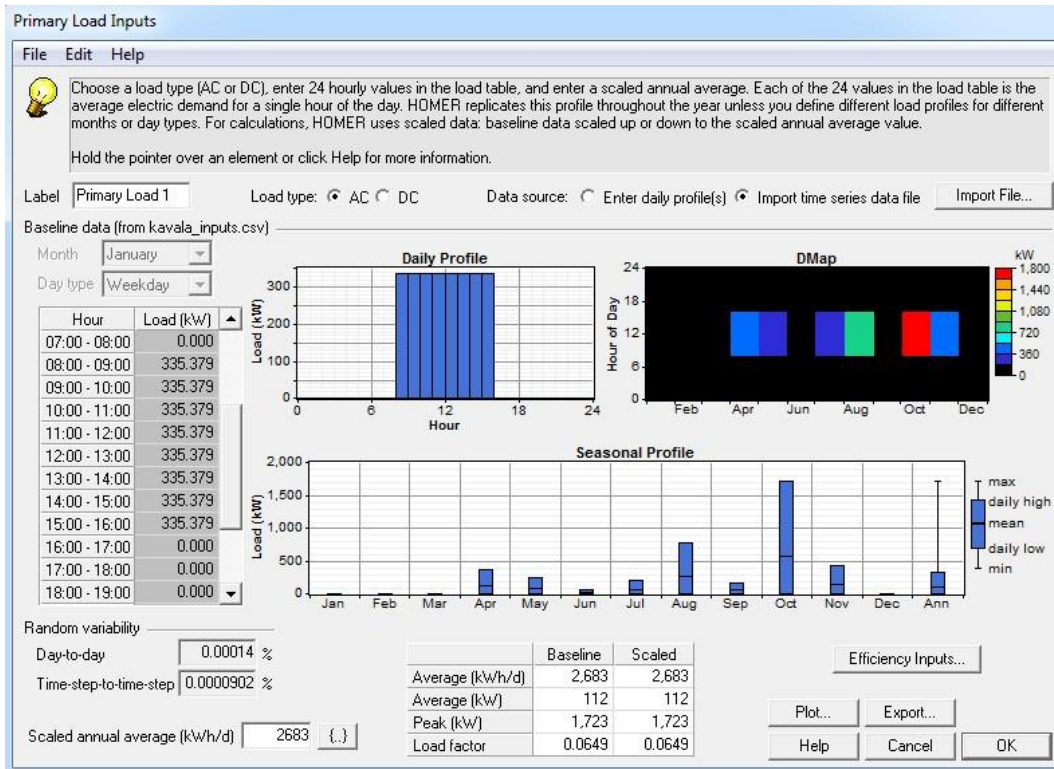 Primary Load Inputs
File Edit Help
Choose a load type (AC or DC), enter 24 hourly values in the load table, and enter a scaled annual average. Each of the 24 values in the load table is the
average electric demand for a single hour of the day. HOMER replicates this profile throughout the year unless you define different load profiles for different
months or day types. For calculations, HOMER uses scaled data: baseline data scaled up or down to the scaled annual average value.
Hold the pointer over an element or click Help for more information.
Label Primary Load 1 Load type: AC DC Data source: Enter daily profile(s) Import time series data file Import File...
Baseline data (from kavala_inputs.csv)
Month January
Day type Weekday
Hour Load (kW)
07:00 - 08:00 0.000
08:00 - 09:00 335.379
09:00 - 10:00 335.379
10:00 - 11:00 335.379
11:00 - 12:00 335.379
12:00 - 13:00 335.379
13:00 - 14:00 335.379
14:00 - 15:00 335.379
15:00 - 16:00 335.379
16:00 - 17:00 0.000
17:00 - 18:00 0.000
18:00 - 19:00 0.000
Daily Profile
Load (kW)
300
200
100
0
0 6 12 18 24
Hour
DMap
Hour of Day
24
18
12
6
0
Feb Apr Jun Aug Oct Dec
kW
1,800
1,440
1,080
720
360
0
Seasonal Profile
Load (kW)
2,000
1,500
1,000
500
0
Jan Feb Mar Apr May Jun Jul Aug Sep Oct Nov Dec Ann
max
daily high
mean
daily low
min
Random variability
Day-to-day 0.00014 %
Time-step-to-time-step 0.0000902 %
Scaled annual average (kWh/d) 2683 {..}
Baseline Scaled
Average (kWh/d) 2,683 2,683
Average (kW) 112 112
Peak (kW) 1,723 1,723
Load factor 0.0649 0.0649
Efficiency Inputs...
Plot... Export...
Help Cancel OK